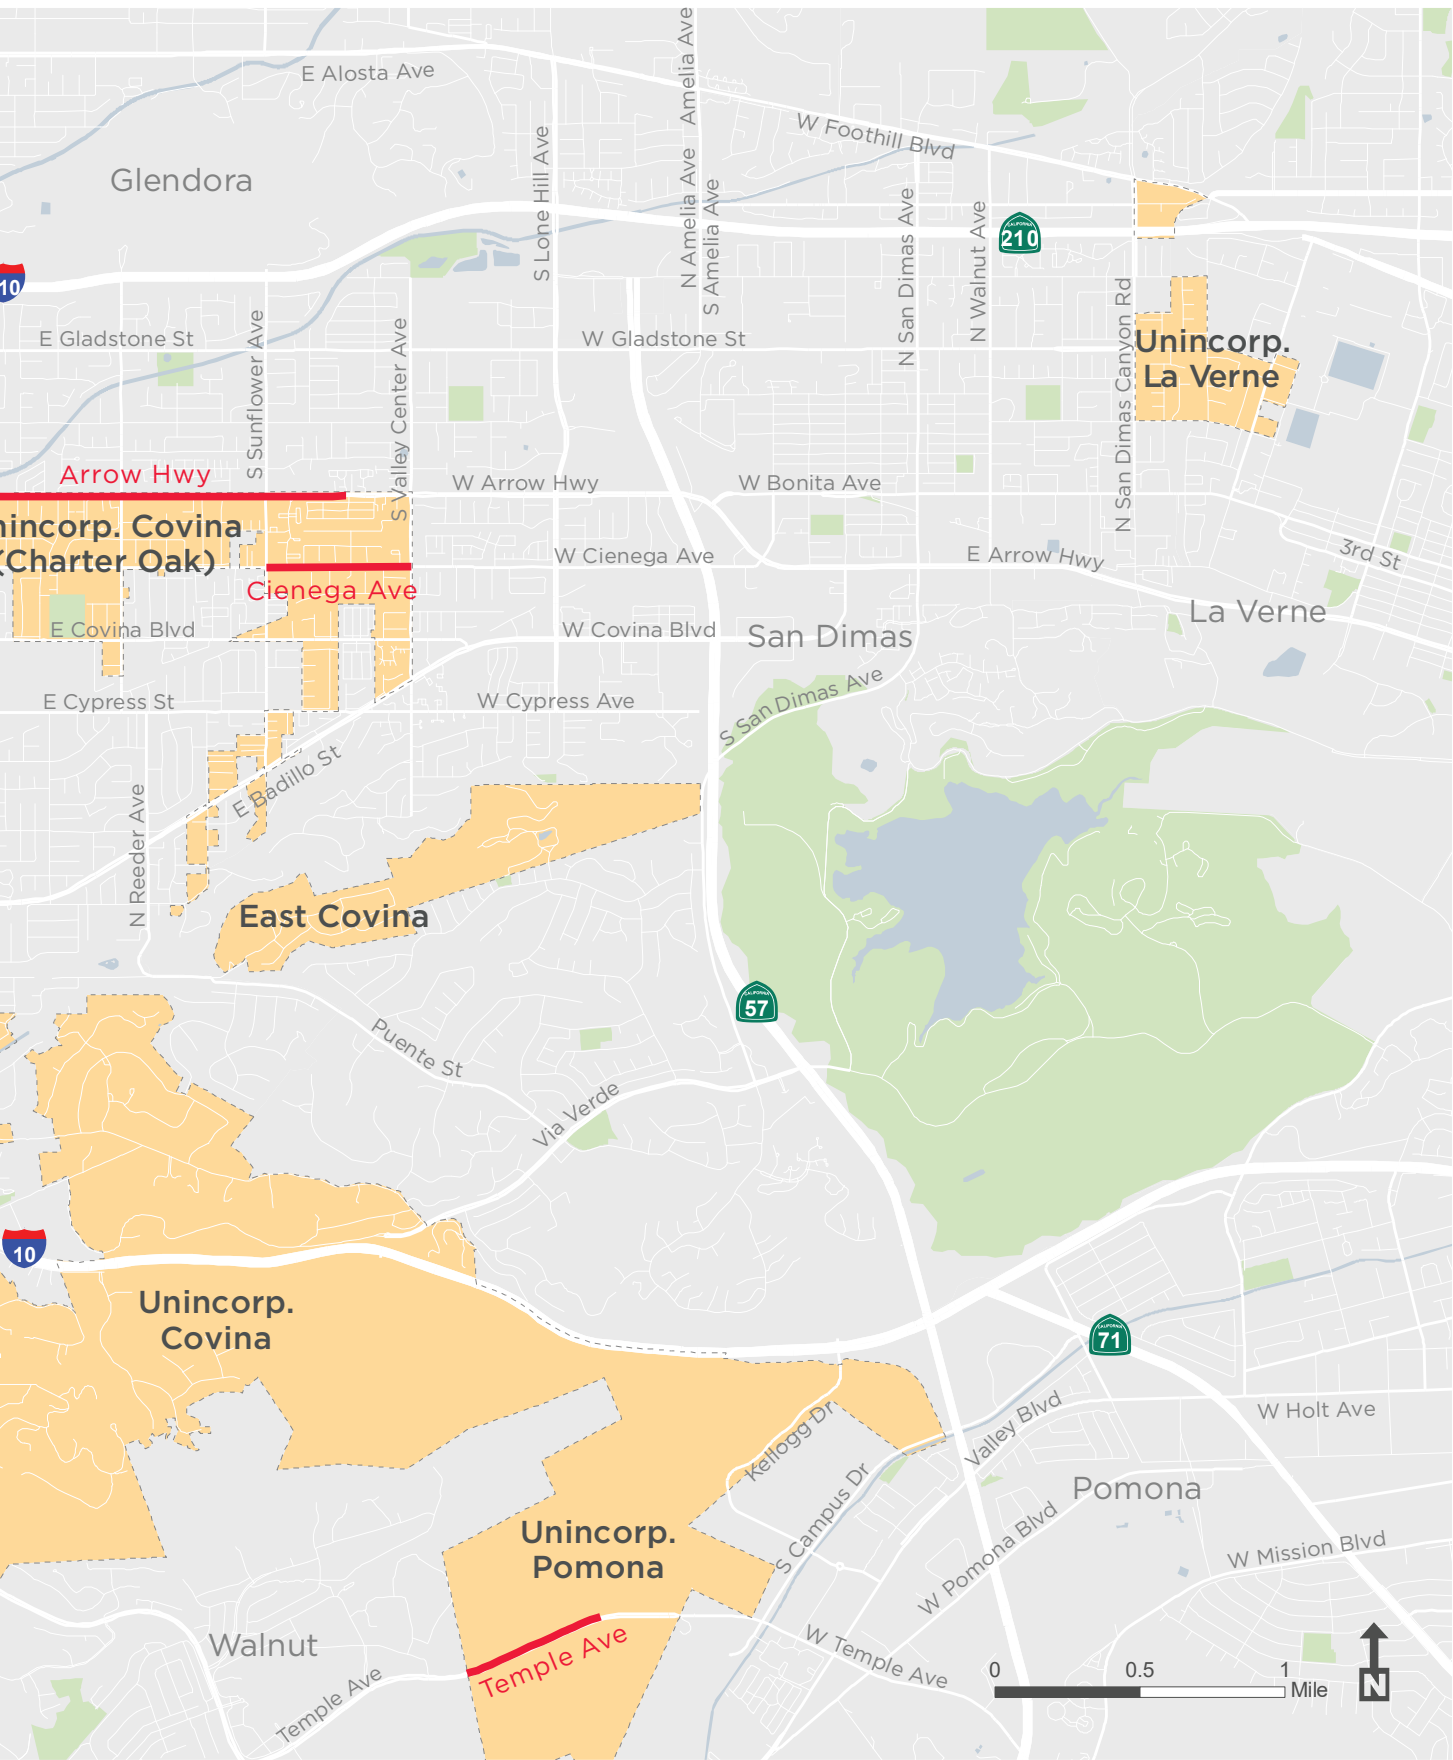 E Alosta Ave
Amelia Ave
W Foothill Blvd
Glendora
S Lone Hill Ave
N Amelia Ave
S Amelia Ave
N San Dimas Ave
N Walnut Ave
CALIFORNIA
210
10
E Gladstone St
S Sunflower Ave
S Valley Center Ave
W Gladstone St
N San Dimas Canyon Rd
Unincorp.
La Verne
Arrow Hwy
W Arrow Hwy
W Bonita Ave
nincorp. Covina
(Charter Oak)
W Cienega Ave
E Arrow Hwy
3rd St
Cienega Ave
La Verne
E Covina Blvd
W Covina Blvd
San Dimas
E Cypress St
W Cypress Ave
S San Dimas Ave
E Badillo St
N Reeder Ave
East Covina
CALIFORNIA
57
Puente St
Via Verde
10
Unincorp.
Covina
CALIFORNIA
71
Kellogg Dr
Valley Blvd
W Holt Ave
S Campus Dr
Pomona
Unincorp.
Pomona
W Pomona Blvd
W Mission Blvd
Walnut
Temple Ave
W Temple Ave
Temple Ave
0 0.5 1
Mile
N